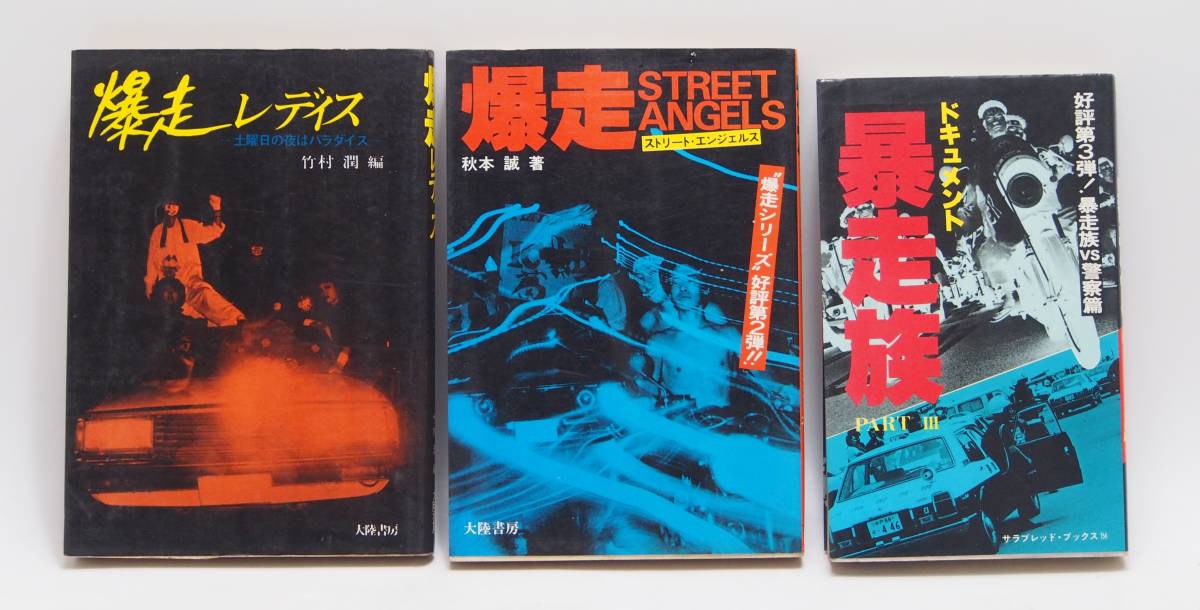 爆走レディス
土曜日の夜はパラダイス
竹村 潤 編
大陸書房
爆走
STREET
ANGELS
ストリート・エンジェルス
秋本 誠 著
"爆走シリーズ"好評第2弾!!
大陸書房
好評第3弾!暴走族vs警察篇
ドキュメント
暴走族
PART III
4 46
サラブレッド・ブックス